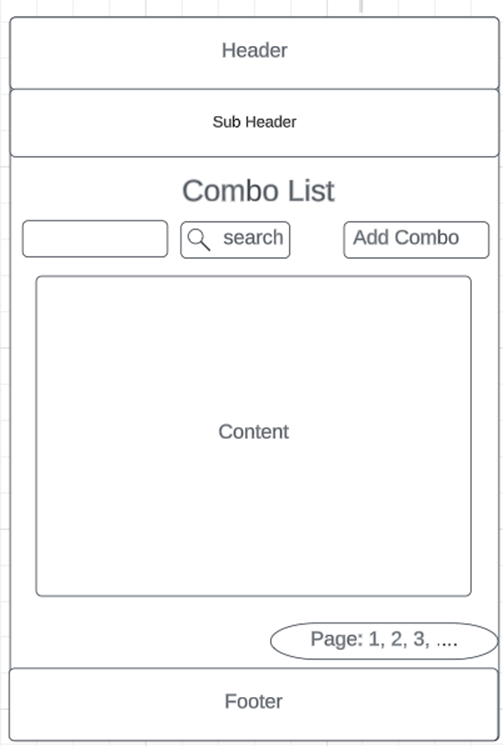 Header
Sub Header
Combo List
search
Add Combo
Content
Page: 1, 2, 3, ....
Footer